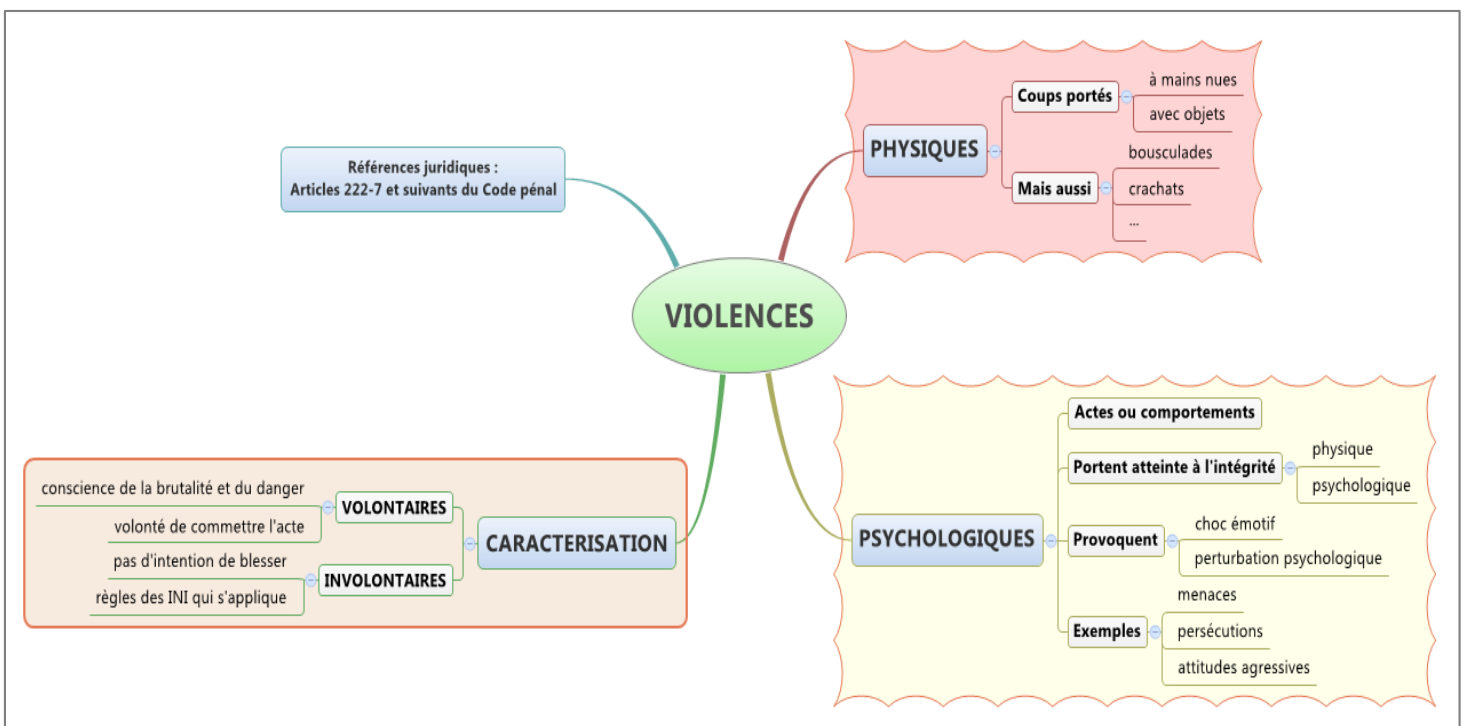 Références juridiques :
Articles 222-7 et suivants du Code pénal
VIOLENCES
PHYSIQUES
Coups portés
à mains nues
avec objets
Mais aussi
bousculades
crachats
...
PSYCHOLOGIQUES
Actes ou comportements
Portent atteinte à l'intégrité
physique
psychologique
Provoquent
choc émotif
perturbation psychologique
Exemples
menaces
persécutions
attitudes agressives
CARACTERISATION
VOLONTAIRES
conscience de la brutalité et du danger
volonté de commettre l'acte
INVOLONTAIRES
pas d'intention de blesser
règles des INI qui s'applique